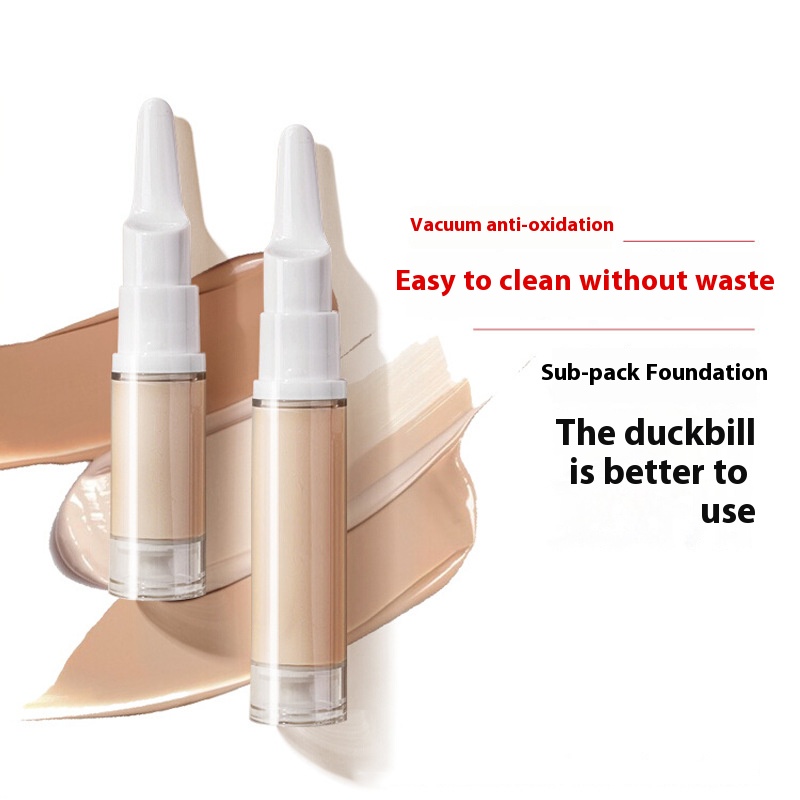 Vacuum anti-oxidation
Easy to clean without waste
Sub-pack Foundation
The duckbill
is better to
use